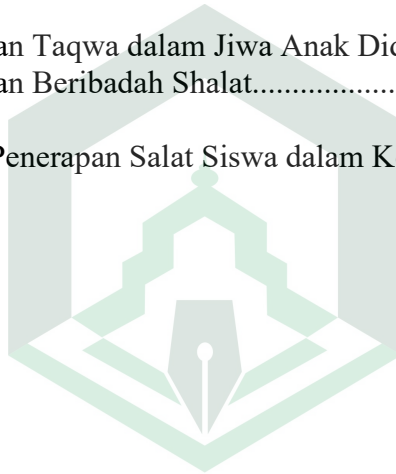 an Taqwa dalam Jiwa Anak Did
an Beribadah Shalat..................
Penerapan Salat Siswa dalam K